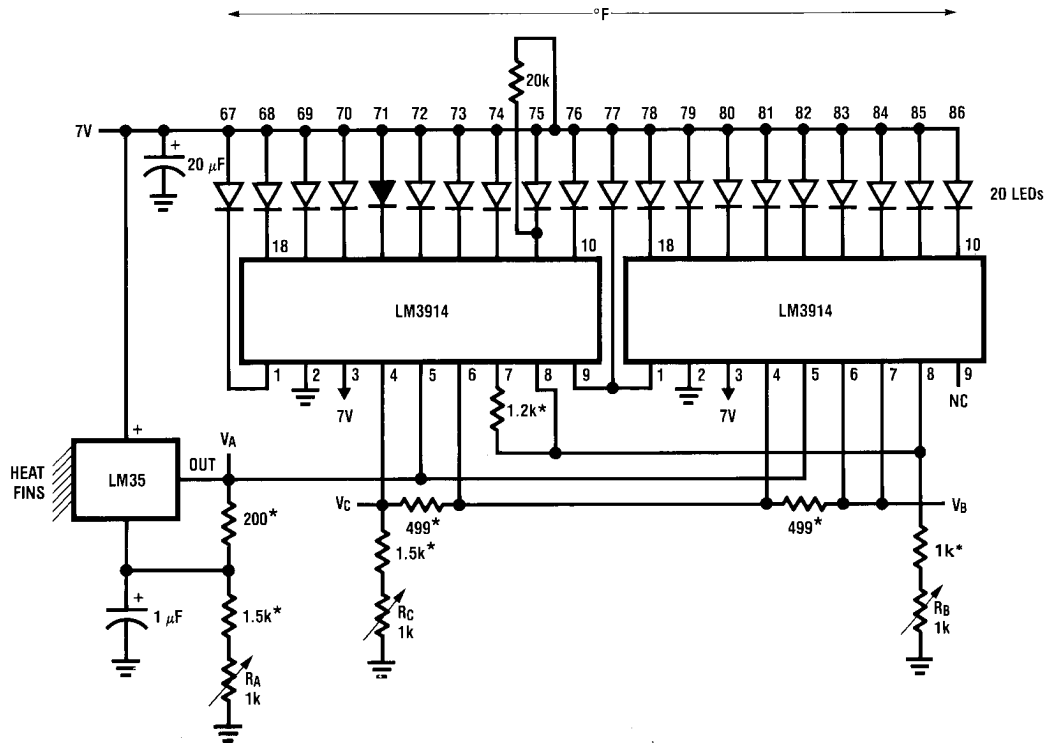 °F
20k
67 68 69 70 71 72 73 74 75 76 77 78 79 80 81 82 83 84 85 86
7V
+
20 μF
20 LEDs
18 10 18 10
LM3914 LM3914
1 2 3 4 5 6 7 8 9 1 2 3 4 5 6 7 8 9
7V 1.2k* 7V NC
+
VA
HEAT FINS
LM35
OUT
VC 499* 499* VB
200*
1.5k* 1k*
+
1 μF
1.5k*
RC 1k
RB 1k
RA 1k